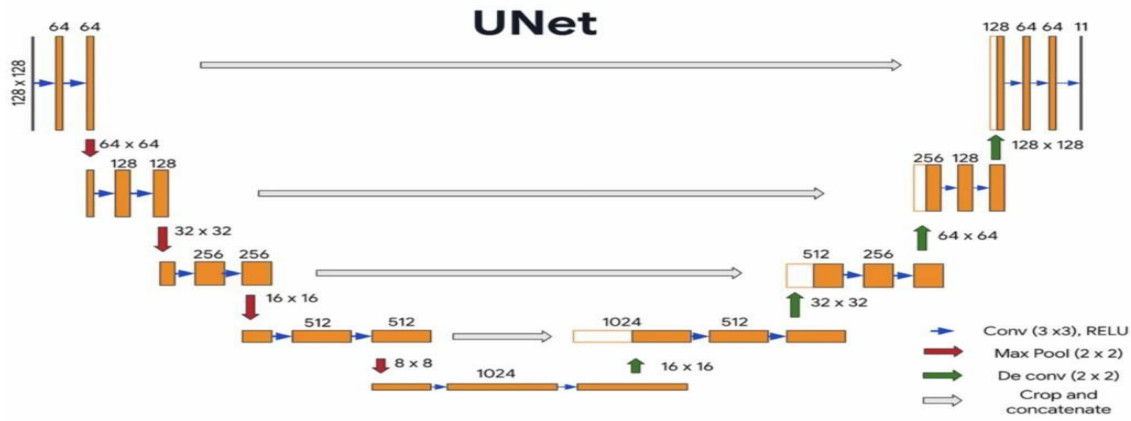 UNet
64 64
128 64 64 11
128 x 128
64 x 64
128 x 128
128 128
256 128
32 x 32
64 x 64
256 256
512 256
16 x 16
32 x 32
512 512
1024 512
8 x 8
16 x 16
1024
Conv (3 x3), RELU
Max Pool (2 x 2)
De conv (2 x 2)
Crop and
concatenate